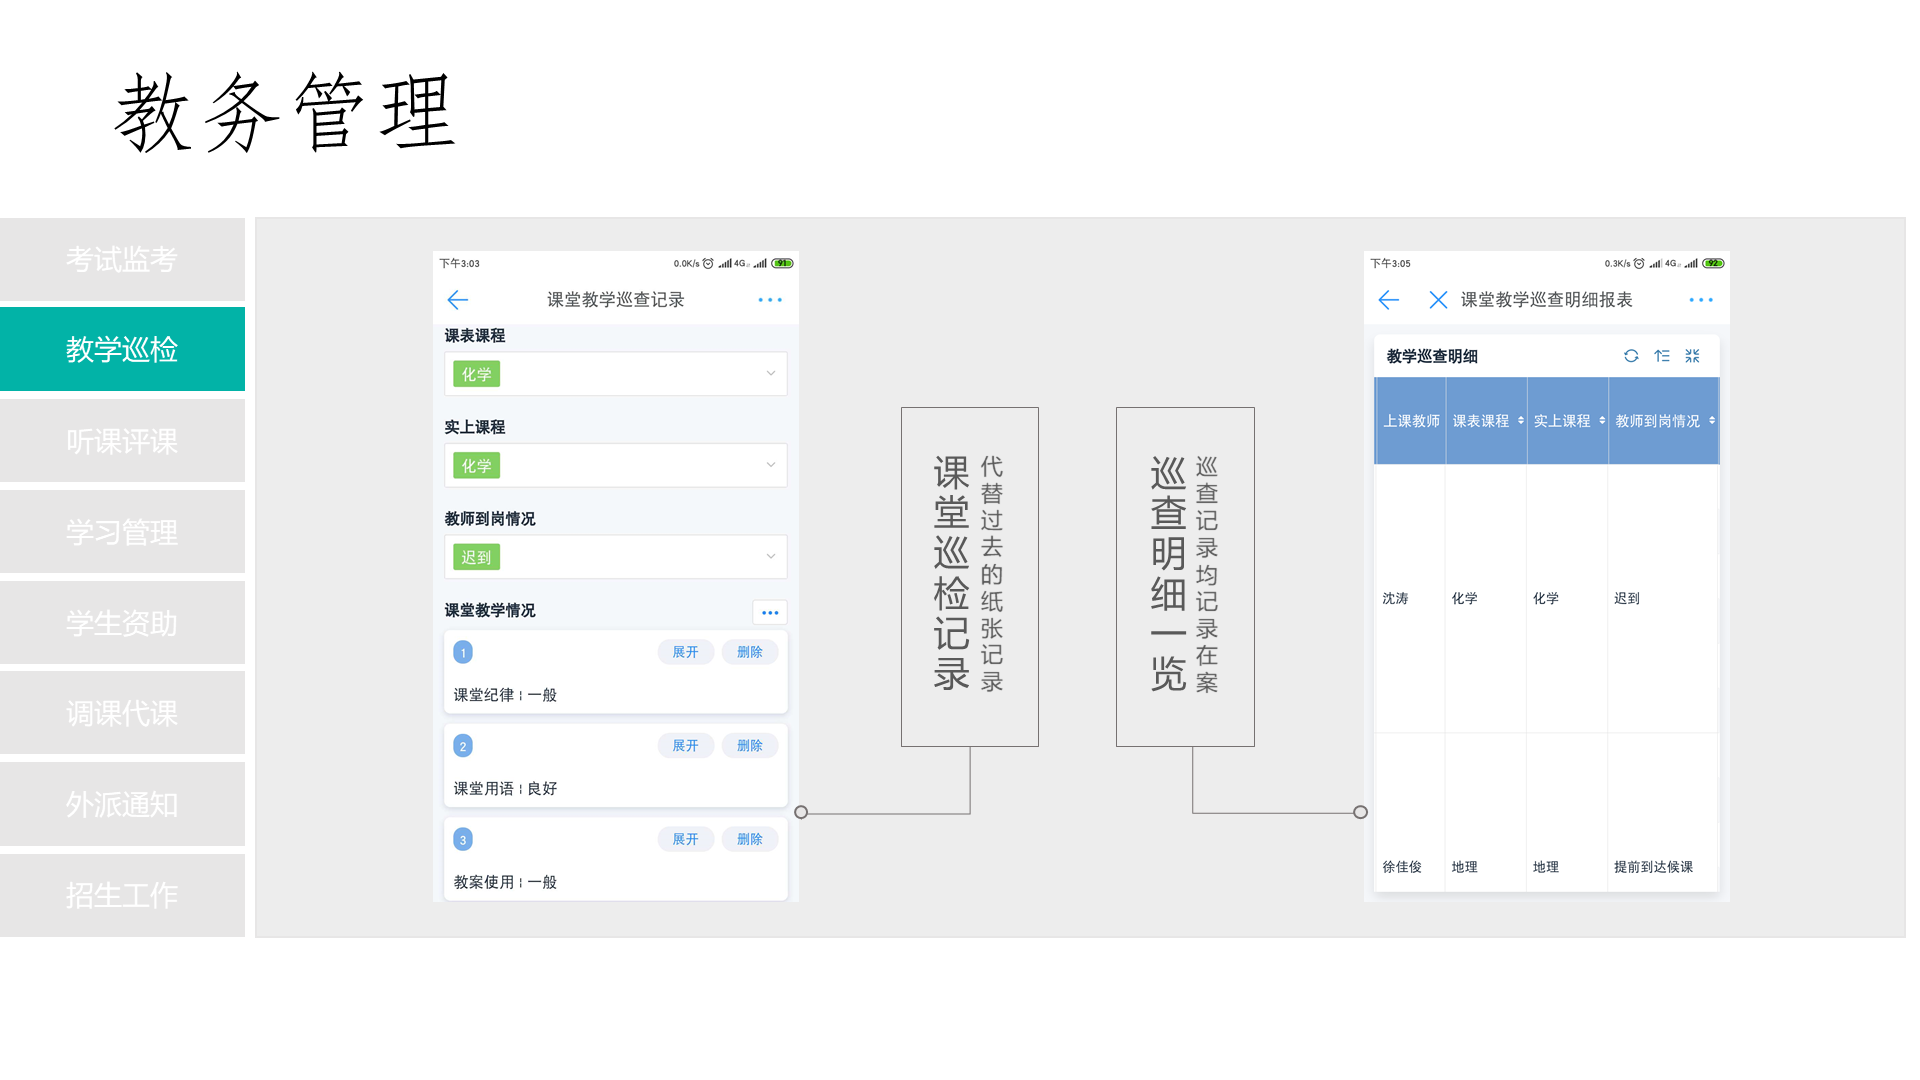 教务管理
考试监考
教学巡检
听课评课
学习管理
学生资助
调课代课
外派通知
招生工作
下午3:03
0.0K/s
4G
91
课堂教学巡查记录
课表课程
化学
实上课程
化学
教师到岗情况
迟到
课堂教学情况
1
展开
删除
课堂纪律 ¦ 一般
2
展开
删除
课堂用语 ¦ 良好
3
展开
删除
教案使用 ¦ 一般
课堂巡检记录
代替过去的纸张记录
巡查明细一览
巡查记录均记录在案
下午3:05
0.3K/s
4G
92
课堂教学巡查明细报表
教学巡查明细
上课教师 课表课程 实上课程 教师到岗情况
沈涛 化学 化学 迟到
徐佳俊 地理 地理 提前到达候课